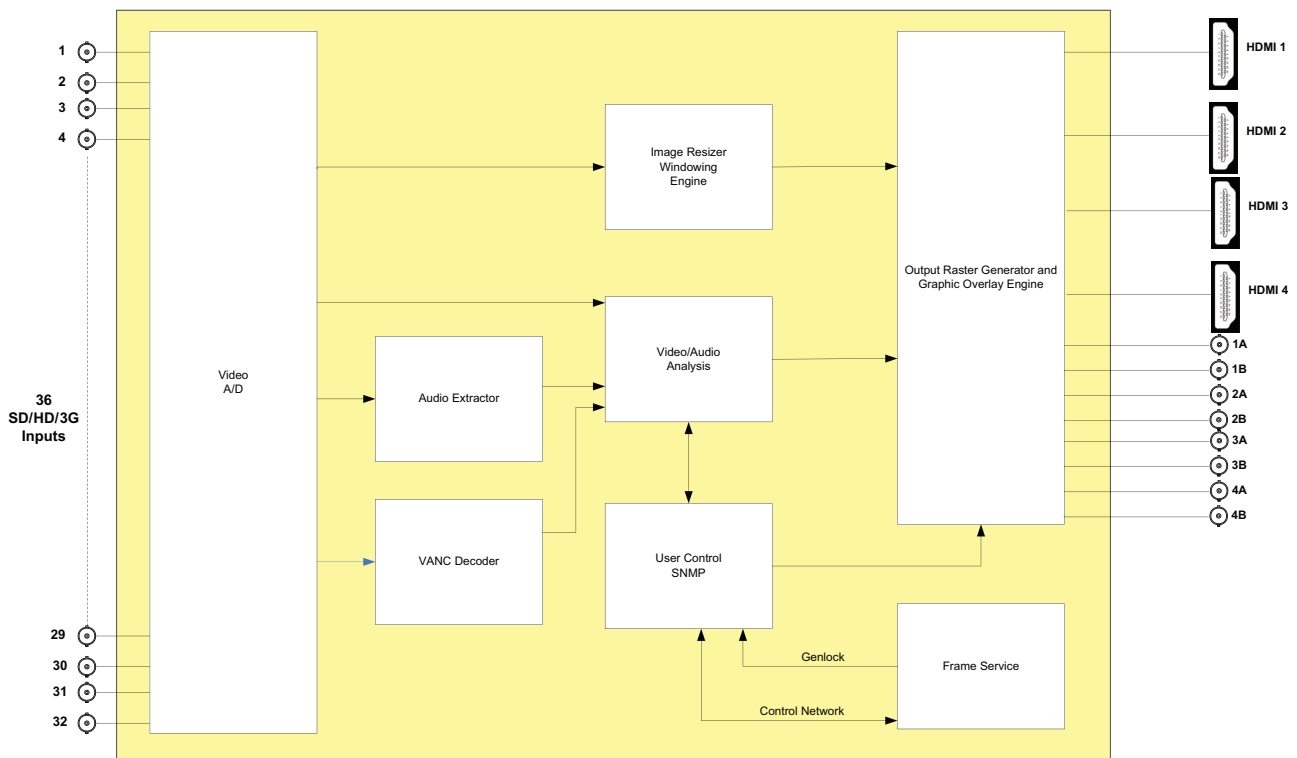 1
2
3
4
36
SD/HD/3G
Inputs
29
30
31
32
Video
A/D
Audio Extractor
VANC Decoder
Image Resizer
Windowing
Engine
Video/Audio
Analysis
User Control
SNMP
Genlock
Control Network
Frame Service
Output Raster Generator and
Graphic Overlay Engine
HDMI 1
HDMI 2
HDMI 3
HDMI 4
1A
1B
2A
2B
3A
3B
4A
4B